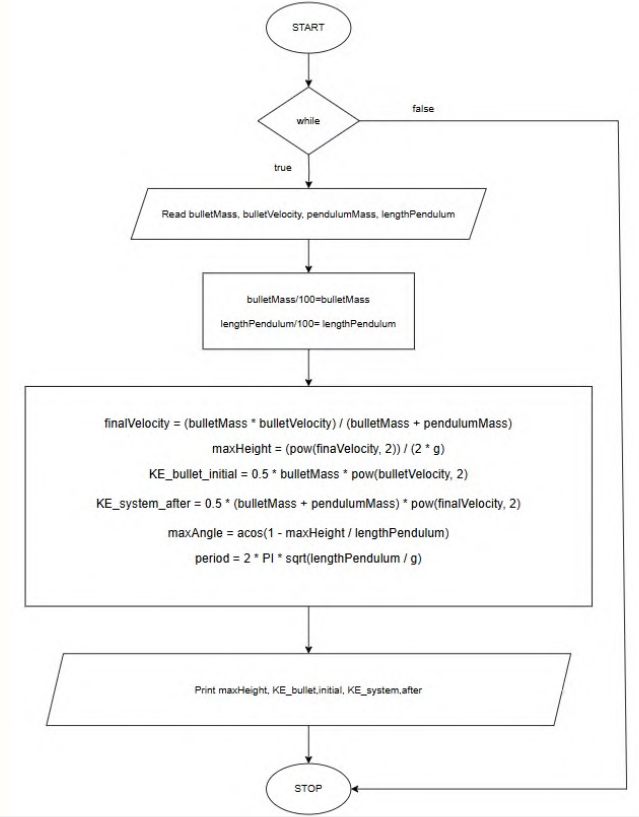 START
while
false
true
Read bulletMass, bulletVelocity, pendulumMass, lengthPendulum
bulletMass/100=bulletMass
lengthPendulum/100= lengthPendulum
finalVelocity = (bulletMass * bulletVelocity) / (bulletMass + pendulumMass)
maxHeight = (pow(finaVelocity, 2)) / (2 * g)
KE_bullet_initial = 0.5 * bulletMass * pow(bulletVelocity, 2)
KE_system_after = 0.5 * (bulletMass + pendulumMass) * pow(finalVelocity, 2)
maxAngle = acos(1 - maxHeight / lengthPendulum)
period = 2 * PI * sqrt(lengthPendulum / g)
Print maxHeight, KE_bullet,initial, KE_system,after
STOP